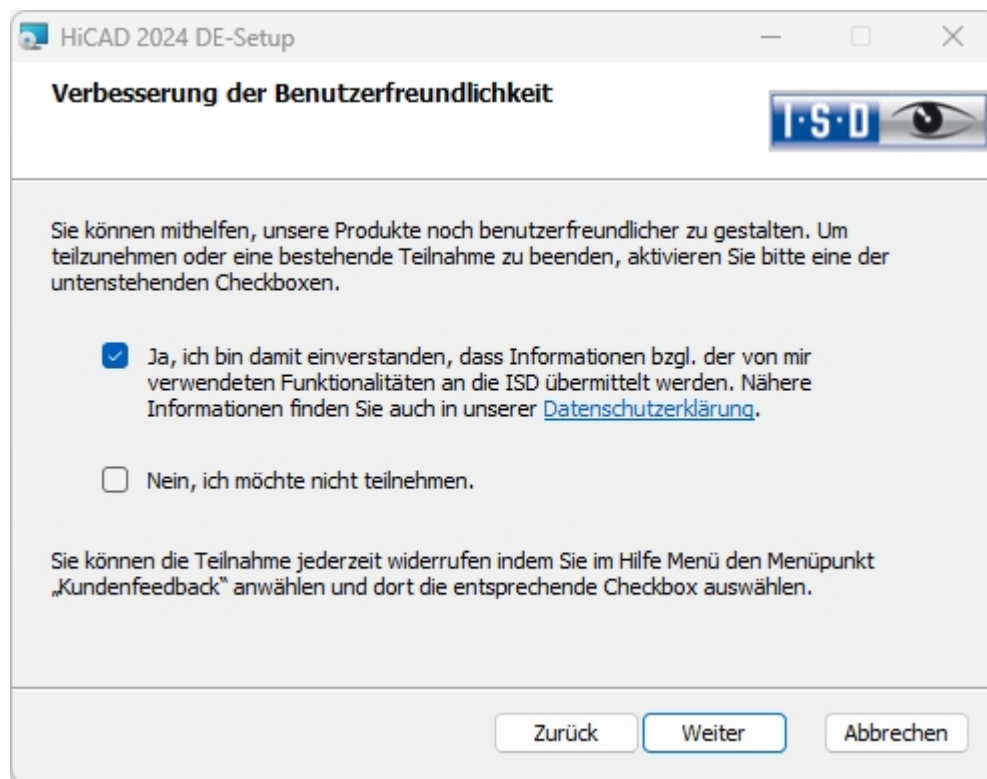 HiCAD 2024 DE-Setup
Verbesserung der Benutzerfreundlichkeit
I·S·D
Sie können mithelfen, unsere Produkte noch benutzerfreundlicher zu gestalten. Um
teilzunehmen oder eine bestehende Teilnahme zu beenden, aktivieren Sie bitte eine der
untenstehenden Checkboxen.
Ja, ich bin damit einverstanden, dass Informationen bzgl. der von mir
verwendeten Funktionalitäten an die ISD übermittelt werden. Nähere
Informationen finden Sie auch in unserer Datenschutzerklärung.
Nein, ich möchte nicht teilnehmen.
Sie können die Teilnahme jederzeit widerrufen indem Sie im Hilfe Menü den Menüpunkt
„Kundenfeedback“ anwählen und dort die entsprechende Checkbox auswählen.
Zurück Weiter Abbrechen